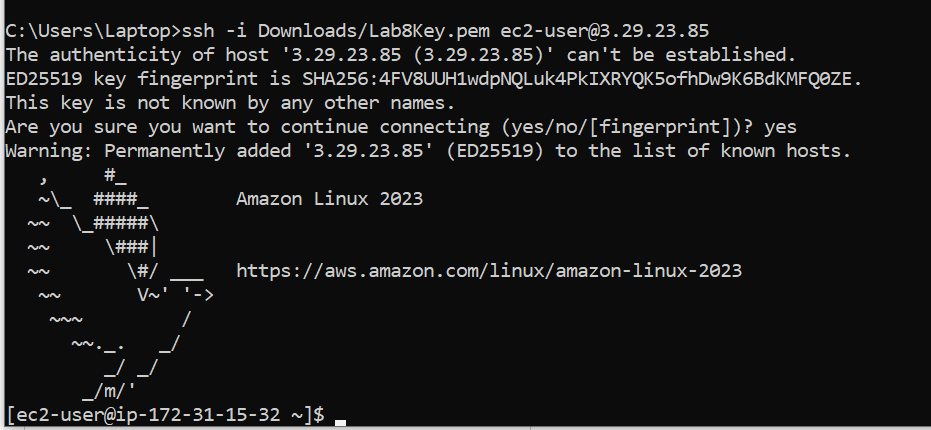 C:\Users\Laptop>ssh -i Downloads/Lab8Key.pem ec2-user@3.29.23.85
The authenticity of host '3.29.23.85 (3.29.23.85)' can't be established.
ED25519 key fingerprint is SHA256:4FV8UUH1wdpNQLuk4PkIXRYQK5ofhDw9K6BdKMFQ0ZE.
This key is not known by any other names.
Are you sure you want to continue connecting (yes/no/[fingerprint])? yes
Warning: Permanently added '3.29.23.85' (ED25519) to the list of known hosts.
   ,     #_
   ~\_  ####_        Amazon Linux 2023
  ~~  \_#####\
  ~~     \###|
  ~~       \#/ ___   https://aws.amazon.com/linux/amazon-linux-2023
   ~~       V~' '->
    ~~~         /
      ~~._.   _/
         _/ _/
       _/m/'
[ec2-user@ip-172-31-15-32 ~]$